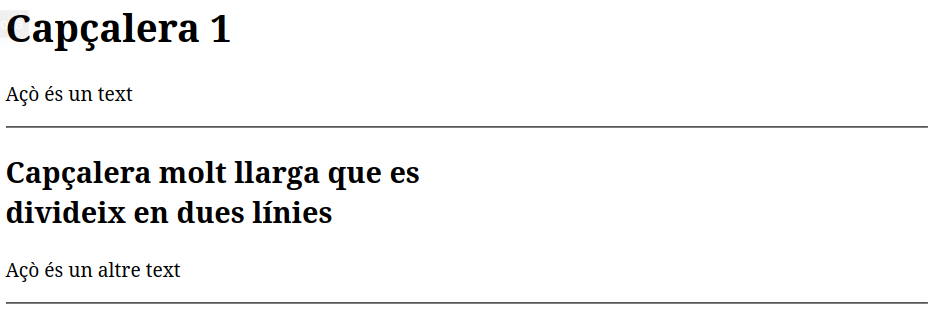 Capçalera 1
Açò és un text
Capçalera molt llarga que es
divideix en dues línies
Açò és un altre text